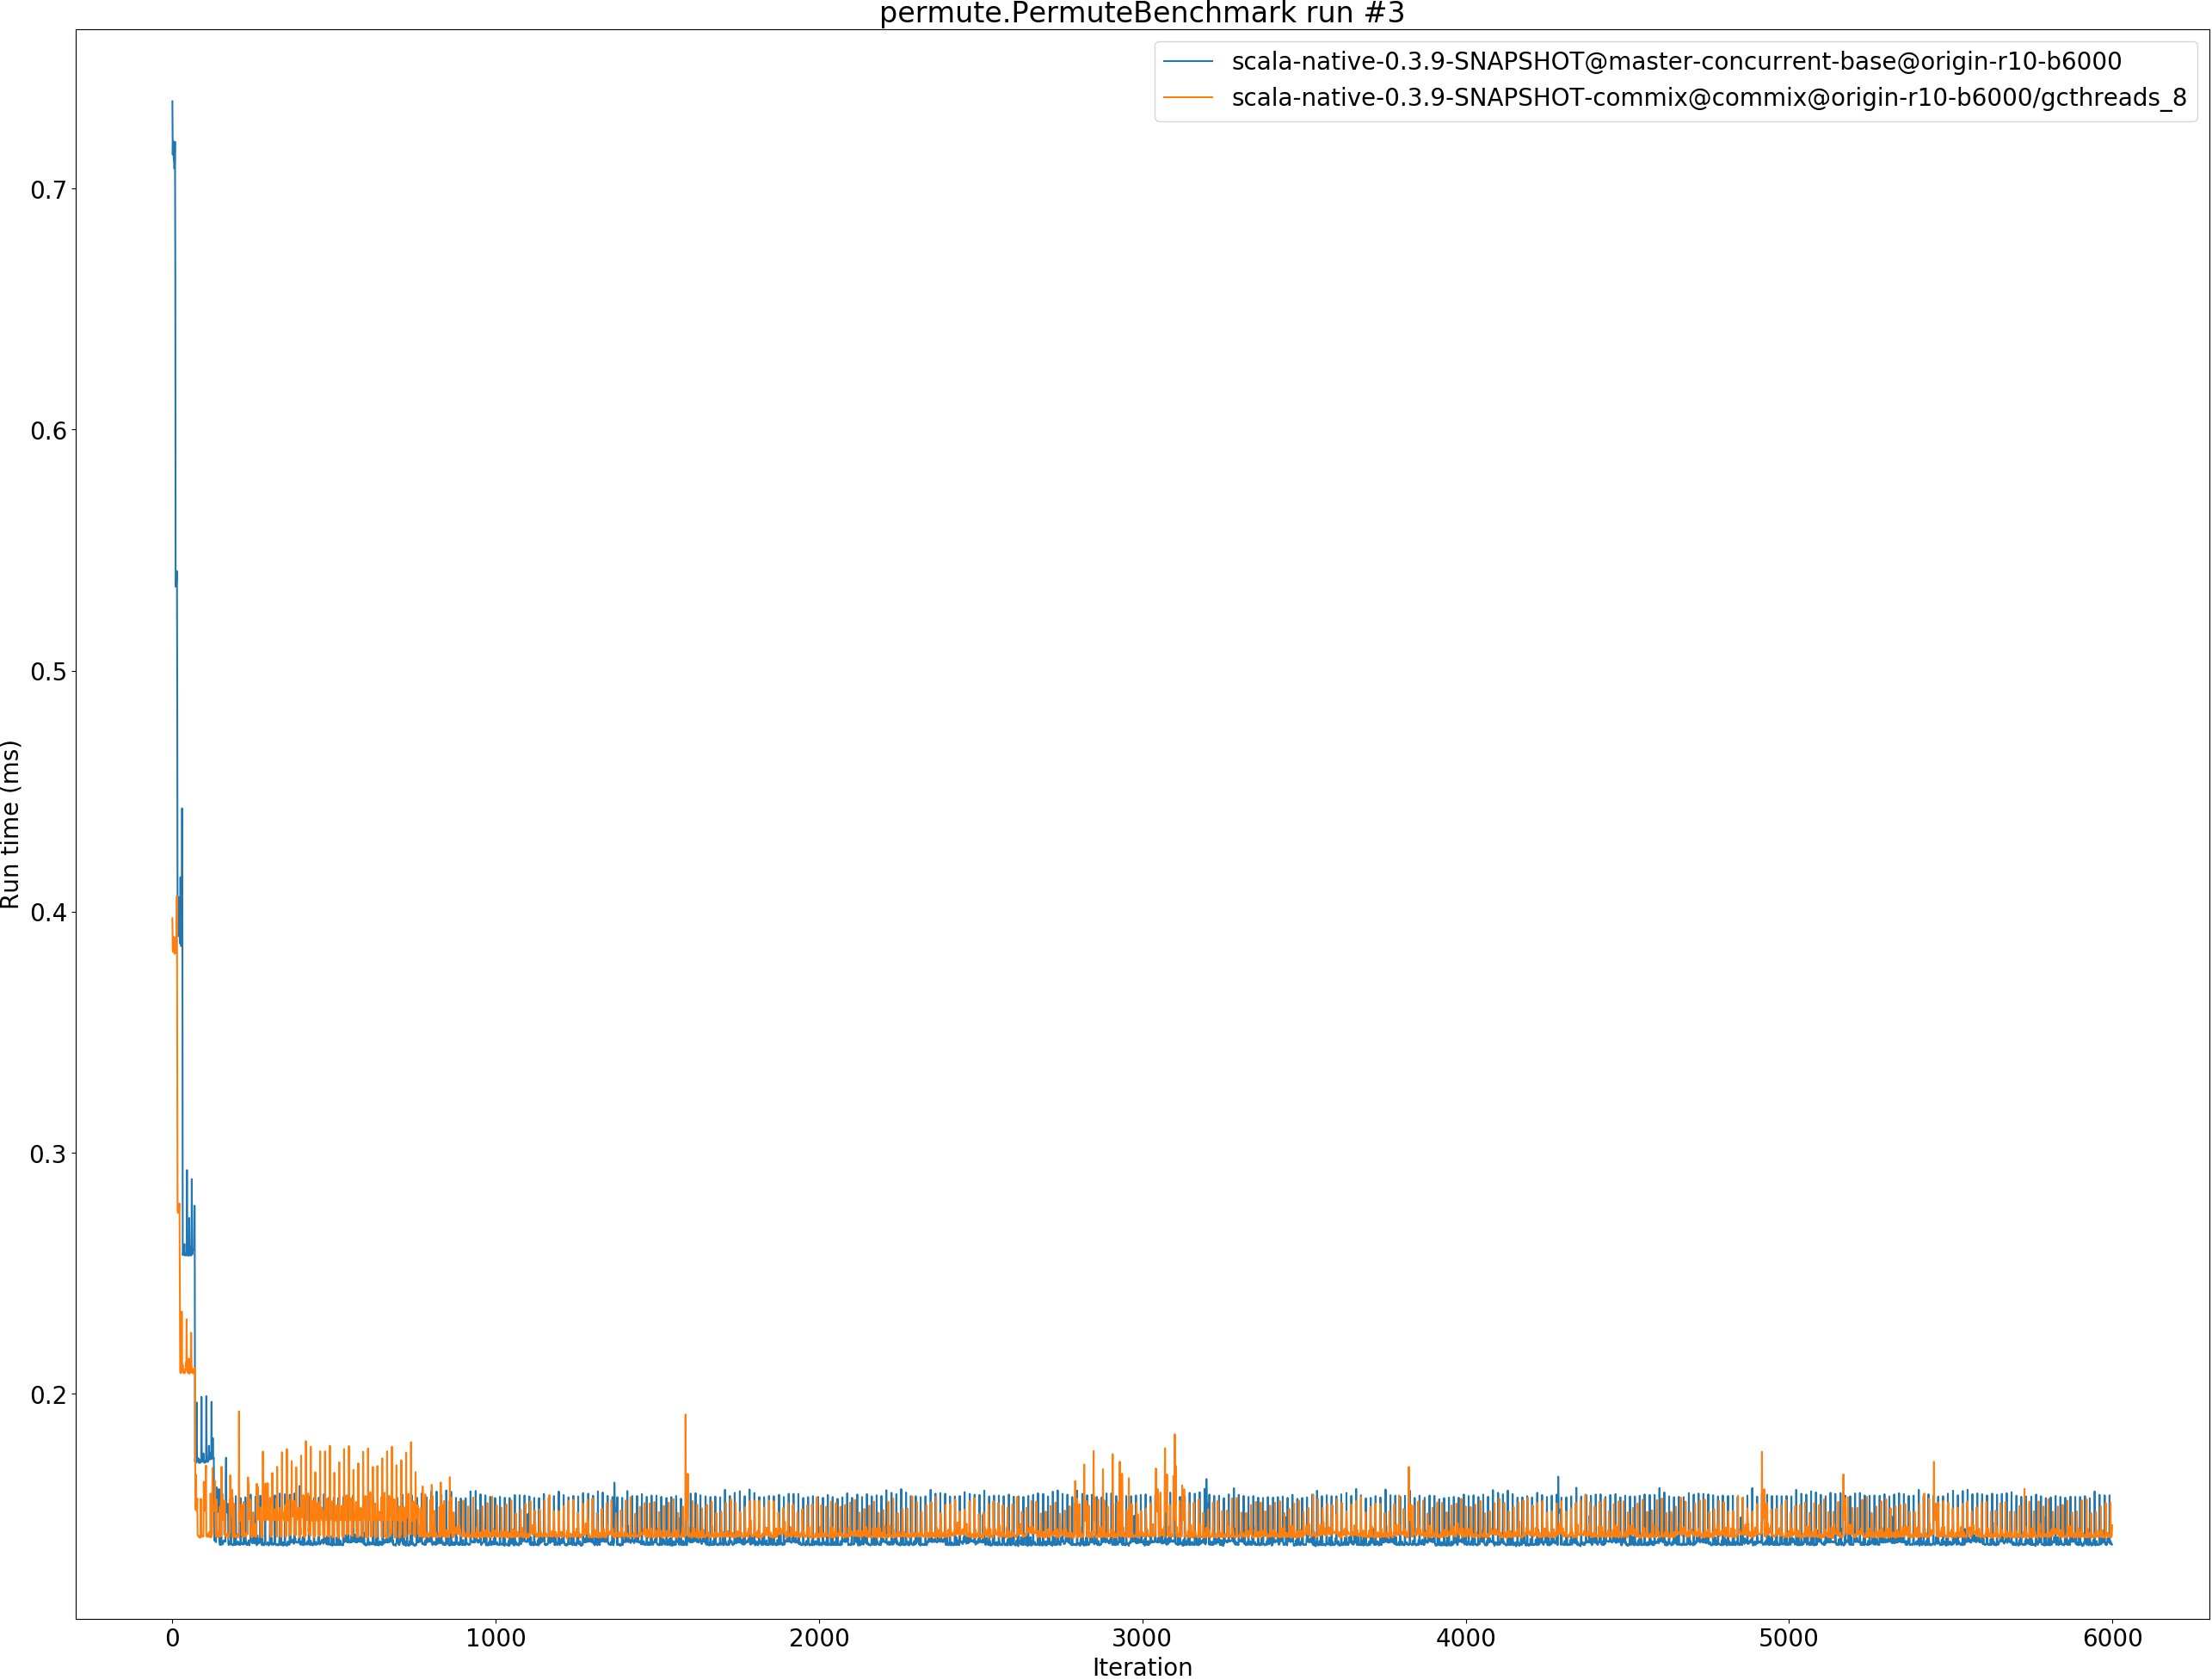 permute.PermuteBenchmark run #3
scala-native-0.3.9-SNAPSHOT@master-concurrent-base@origin-r10-b6000
scala-native-0.3.9-SNAPSHOT-commix@commix@origin-r10-b6000/gcthreads_8
0.7
0.6
0.5
0.4
0.3
0.2
Run time (ms)
0 1000 2000 3000 4000 5000 6000
Iteration